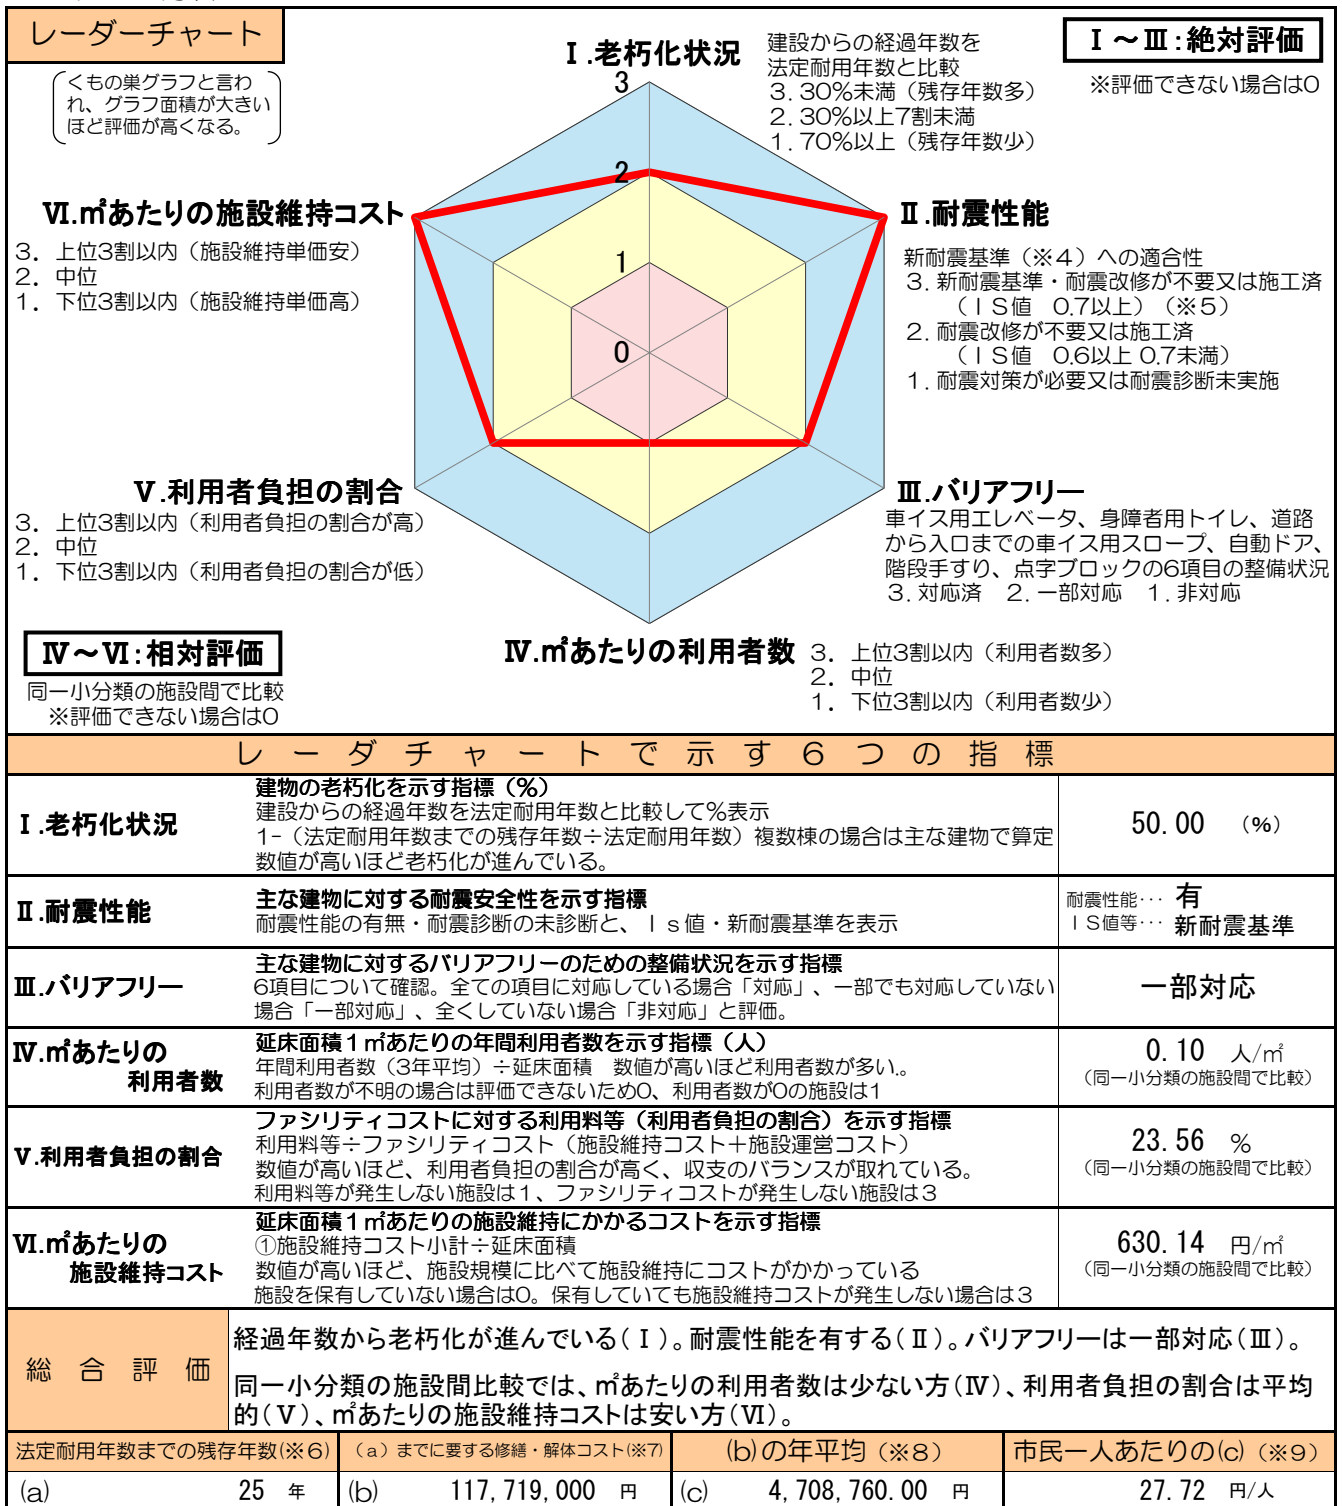 レーダーチャート
くもの巣グラフと言わ
れ、グラフ面積が大きい
ほど評価が高くなる。
Ⅰ.老朽化状況
建設からの経過年数を
法定耐用年数と比較
3.30%未満（残存年数多）
2.30%以上7割未満
1.70%以上（残存年数少）
Ⅰ～Ⅲ:絶対評価
※評価できない場合は0
3
2
1
0
Ⅵ.㎡あたりの施設維持コスト
3. 上位3割以内（施設維持単価安）
2. 中位
1. 下位3割以内（施設維持単価高）
Ⅱ.耐震性能
新耐震基準（※４）への適合性
3.新耐震基準・耐震改修が不要又は施工済
（ＩＳ値 0.7以上）（※５）
2.耐震改修が不要又は施工済
（ＩＳ値 0.6以上 0.7未満）
1.耐震対策が必要又は耐震診断未実施
Ⅴ.利用者負担の割合
3. 上位3割以内（利用者負担の割合が高）
2. 中位
1. 下位3割以内（利用者負担の割合が低）
Ⅲ.バリアフリー
車イス用エレベータ、身障者用トイレ、道路
から入口までの車イス用スロープ、自動ドア、
階段手すり、点字ブロックの6項目の整備状況
3.対応済 2.一部対応 1.非対応
Ⅳ～Ⅵ:相対評価
同一小分類の施設間で比較
※評価できない場合は0
Ⅳ.㎡あたりの利用者数
3. 上位3割以内（利用者数多）
2. 中位
1. 下位3割以内（利用者数少）
レーダチャートで示す６つの指標
Ⅰ.老朽化状況
建物の老朽化を示す指標（%）
建設からの経過年数を法定耐用年数と比較して%表示
1-（法定耐用年数までの残存年数÷法定耐用年数）複数棟の場合は主な建物で算定
数値が高いほど老朽化が進んでいる。
50.00 （%）
Ⅱ.耐震性能
主な建物に対する耐震安全性を示す指標
耐震性能の有無・耐震診断の未診断と、Ｉｓ値・新耐震基準を表示
耐震性能… 有
ＩＳ値等… 新耐震基準
Ⅲ.バリアフリー
主な建物に対するバリアフリーのための整備状況を示す指標
6項目について確認。全ての項目に対応している場合「対応」、一部でも対応していない
場合「一部対応」、全くしていない場合「非対応」と評価。
一部対応
Ⅳ.㎡あたりの
利用者数
延床面積１㎡あたりの年間利用者数を示す指標（人）
年間利用者数（3年平均）÷延床面積 数値が高いほど利用者数が多い。
利用者数が不明の場合は評価できないため0、利用者数が0の施設は1
0.10 人/㎡
（同一小分類の施設間で比較）
Ⅴ.利用者負担の割合
ファシリティコストに対する利用料等（利用者負担の割合）を示す指標
利用料等÷ファシリティコスト（施設維持コスト＋施設運営コスト）
数値が高いほど、利用者負担の割合が高く、収支のバランスが取れている。
利用料等が発生しない施設は１、ファシリティコストが発生しない施設は３
23.56 %
（同一小分類の施設間で比較）
Ⅵ.㎡あたりの
施設維持コスト
延床面積１㎡あたりの施設維持にかかるコストを示す指標
①施設維持コスト小計÷延床面積
数値が高いほど、施設規模に比べて施設維持にコストがかかっている
施設を保有していない場合は0。保有していても施設維持コストが発生しない場合は３
630.14 円/㎡
（同一小分類の施設間で比較）
総合評価
経過年数から老朽化が進んでいる(Ⅰ)。耐震性能を有する(Ⅱ)。バリアフリーは一部対応(Ⅲ)。
同一小分類の施設間比較では、㎡あたりの利用者数は少ない方(Ⅳ)、利用者負担の割合は平均
的(Ⅴ)、㎡あたりの施設維持コストは安い方(Ⅵ)。
法定耐用年数までの残存年数(※6)
（a）までに要する修繕・解体コスト(※7)
(b)の年平均（※8）
市民一人あたりの(c)（※9）
(a) 25 年
(b) 117,719,000 円
(c) 4,708,760.00 円
27.72 円/人